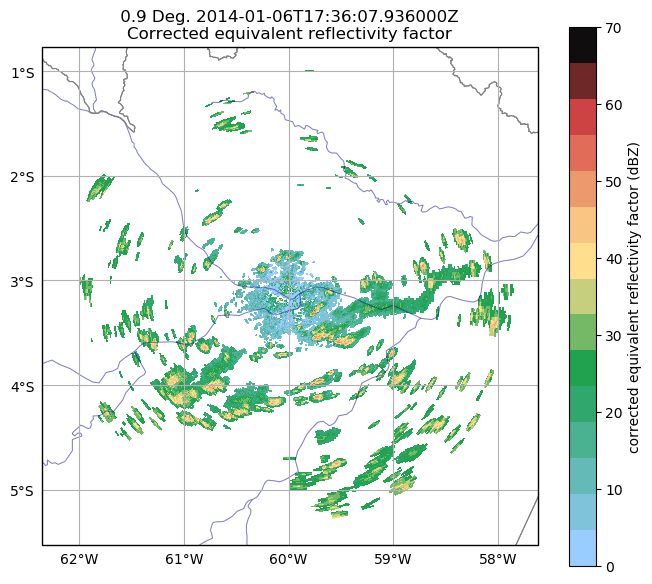 0.9 Deg. 2014-01-06T17:36:07.936000Z
Corrected equivalent reflectivity factor
1°S
2°S
3°S
4°S
5°S
62°W 61°W 60°W 59°W 58°W
70
60
50
40
30
20
10
0
corrected equivalent reflectivity factor (dBZ)